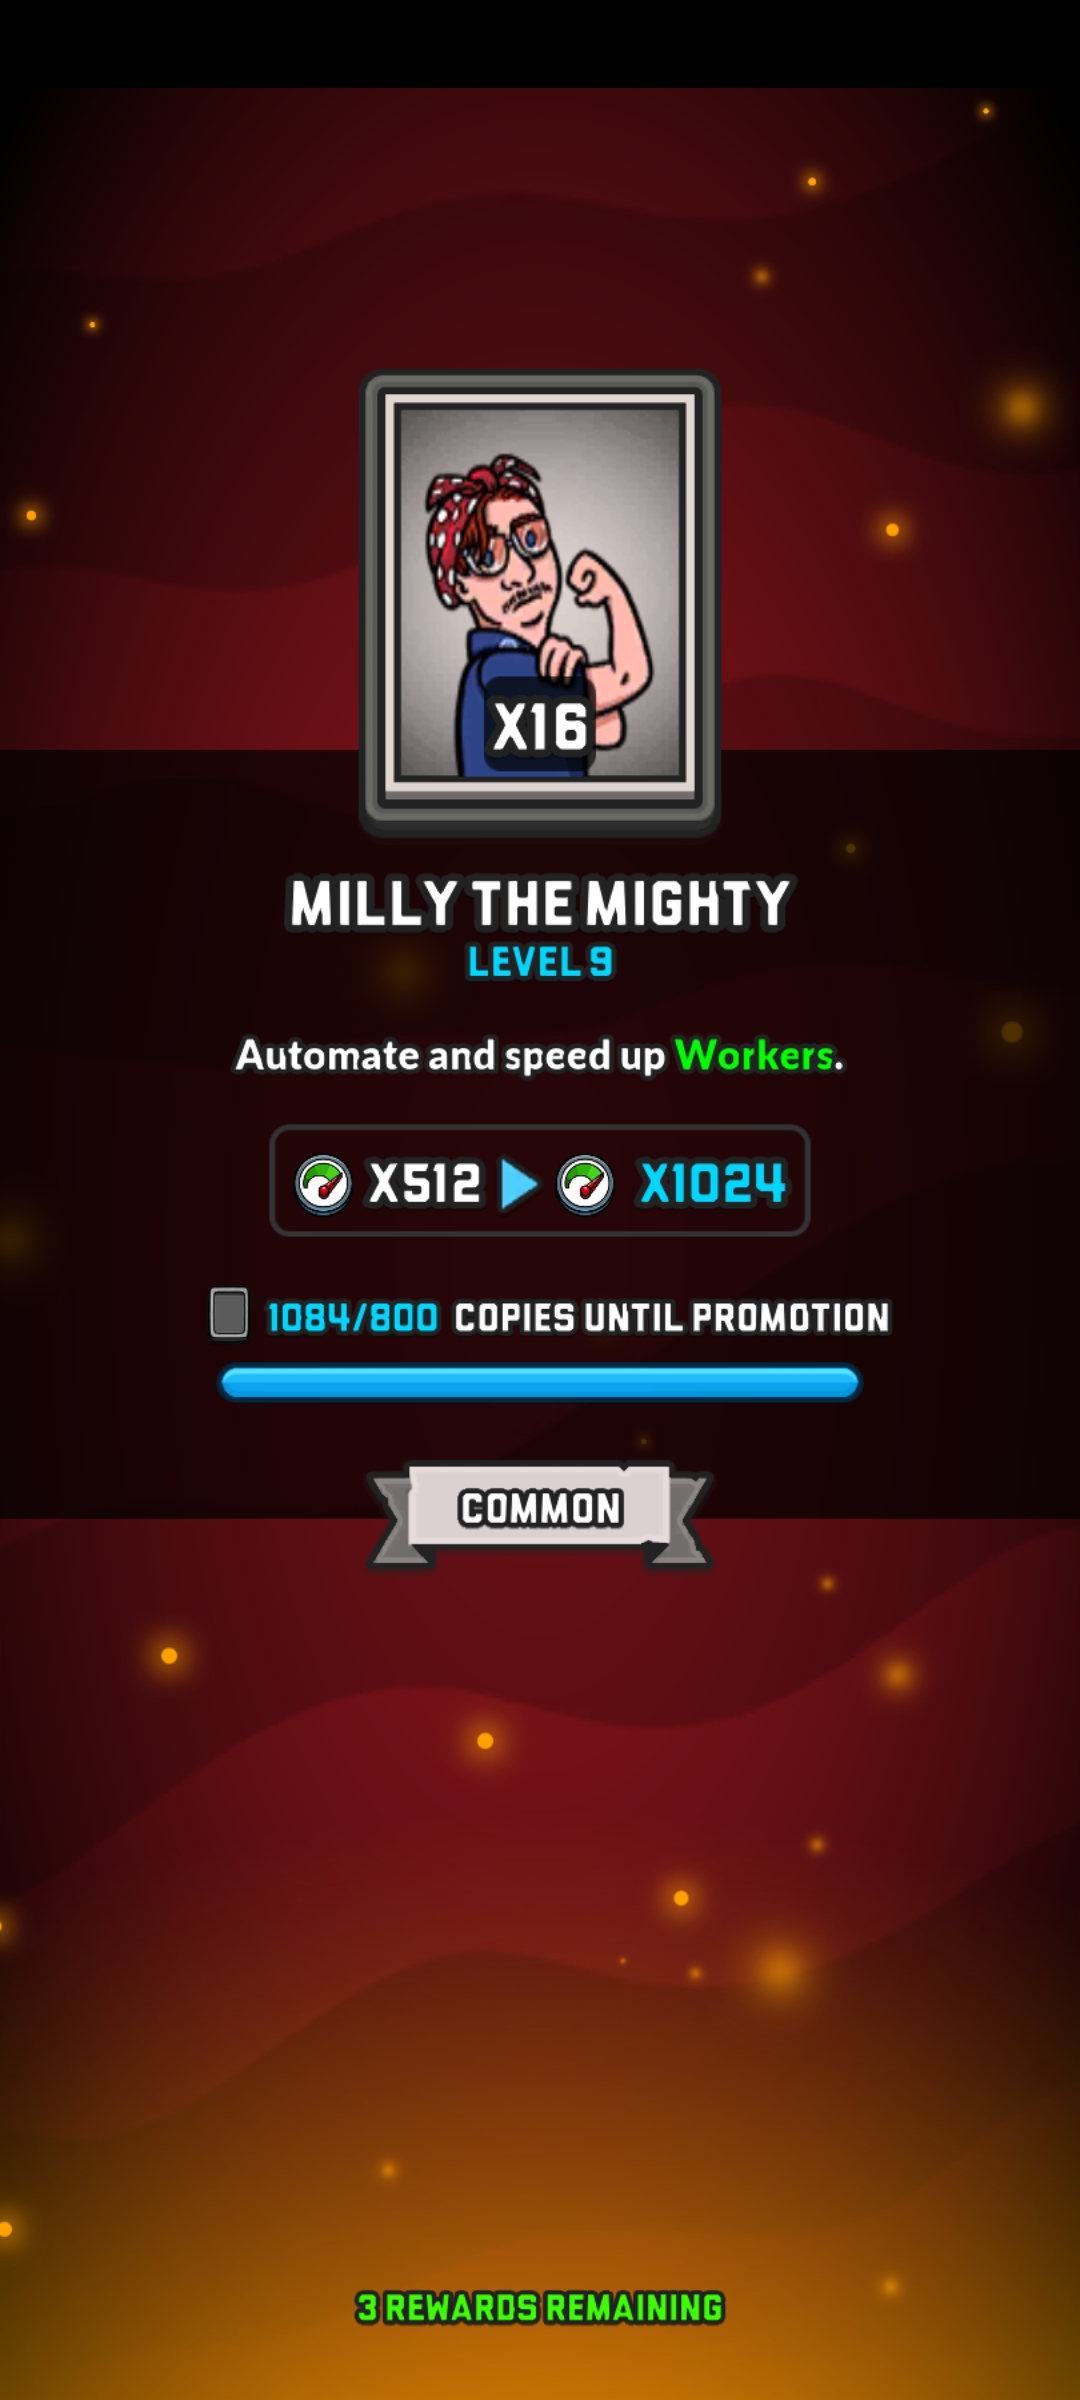 X16
MILLY THE MIGHTY
LEVEL 9
Automate and speed up Workers.
X512 X1024
1084/800 COPIES UNTIL PROMOTION
COMMON
3 REWARDS REMAINING